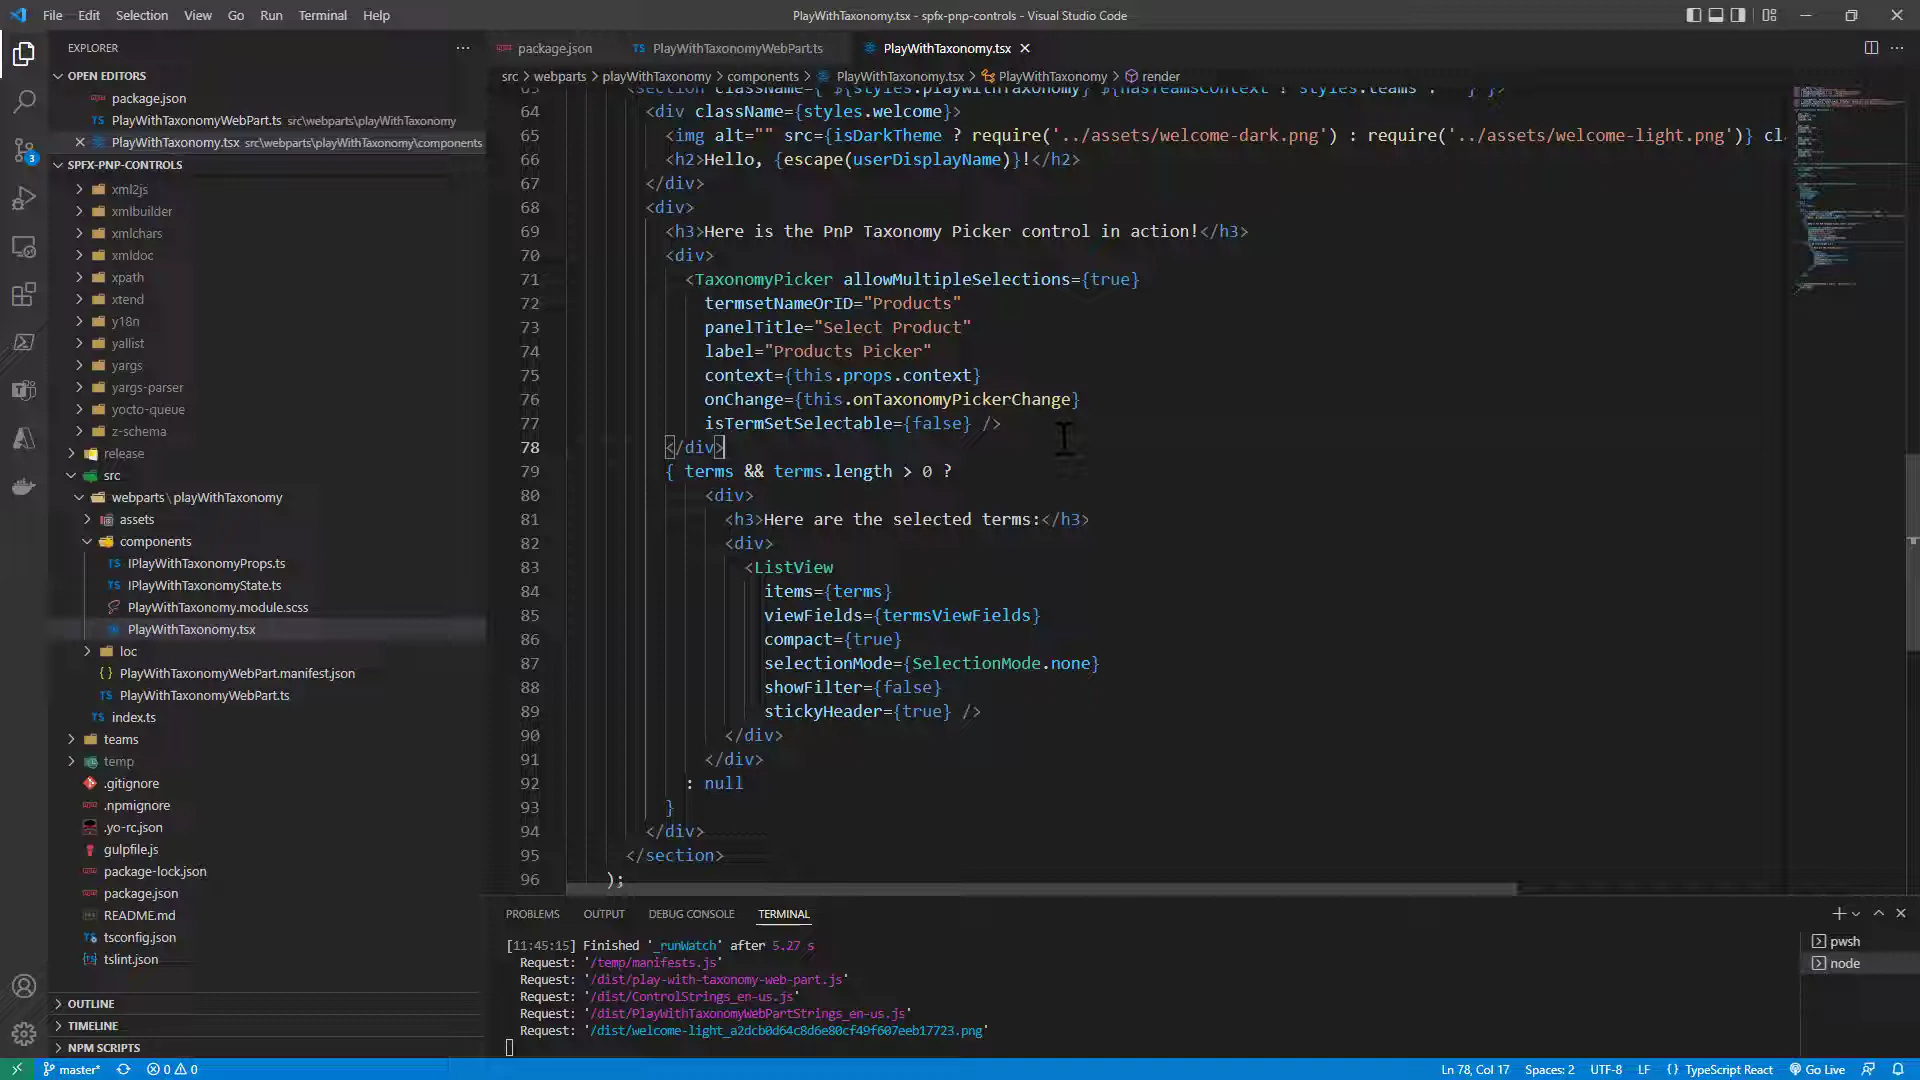 File Edit Selection View Go Run Terminal Help
PlayWithTaxonomy.tsx - spfx-pnp-controls - Visual Studio Code
EXPLORER
OPEN EDITORS
package.json
PlayWithTaxonomyWebPart.ts src\webparts\playWithTaxonomy
PlayWithTaxonomy.tsx src\webparts\playWithTaxonomy\components
SPFX-PNP-CONTROLS
xml2js
xmlbuilder
xmlchars
xmldoc
xpath
xtend
y18n
yallist
yargs
yargs-parser
yocto-queue
z-schema
release
src
webparts\playWithTaxonomy
assets
components
IPlayWithTaxonomyProps.ts
IPlayWithTaxonomyState.ts
PlayWithTaxonomy.module.scss
PlayWithTaxonomy.tsx
loc
PlayWithTaxonomyWebPart.manifest.json
PlayWithTaxonomyWebPart.ts
index.ts
teams
temp
.gitignore
.npmignore
.yo-rc.json
gulpfile.js
package-lock.json
package.json
README.md
tsconfig.json
tslint.json
OUTLINE
TIMELINE
NPM SCRIPTS
package.json PlayWithTaxonomyWebPart.ts PlayWithTaxonomy.tsx
src > webparts > playWithTaxonomy > components > PlayWithTaxonomy.tsx > PlayWithTaxonomy > render
64 <div className={styles.welcome}>
65 <img alt="" src={isDarkTheme ? require('../assets/welcome-dark.png') : require('../assets/welcome-light.png')} cl
66 <h2>Hello, {escape(userDisplayName)}!</h2>
67 </div>
68 <div>
69 <h3>Here is the PnP Taxonomy Picker control in action!</h3>
70 <div>
71 <TaxonomyPicker allowMultipleSelections={true}
72 termsetNameOrID="Products"
73 panelTitle="Select Product"
74 label="Products Picker"
75 context={this.props.context}
76 onChange={this.onTaxonomyPickerChange}
77 isTermSetSelectable={false} />
78 </div>
79 { terms && terms.length > 0 ?
80 <div>
81 <h3>Here are the selected terms:</h3>
82 <div>
83 <ListView
84 items={terms}
85 viewFields={termsViewFields}
86 compact={true}
87 selectionMode={SelectionMode.none}
88 showFilter={false}
89 stickyHeader={true} />
90 </div>
91 </div>
92 : null
93 }
94 </div>
95 </section>
96 );
PROBLEMS OUTPUT DEBUG CONSOLE TERMINAL
[11:45:15] Finished '_runWatch' after 5.27 s
Request: '/temp/manifests.js'
Request: '/dist/play-with-taxonomy-web-part.js'
Request: '/dist/ControlStrings_en-us.js'
Request: '/dist/PlayWithTaxonomyWebPartStrings_en-us.js'
Request: '/dist/welcome-light_a2dcb0d64c8d6e80cf49f607eeb17723.png'
pwsh
node
master* 0 0 Ln 78, Col 17 Spaces: 2 UTF-8 LF {} TypeScript React Go Live